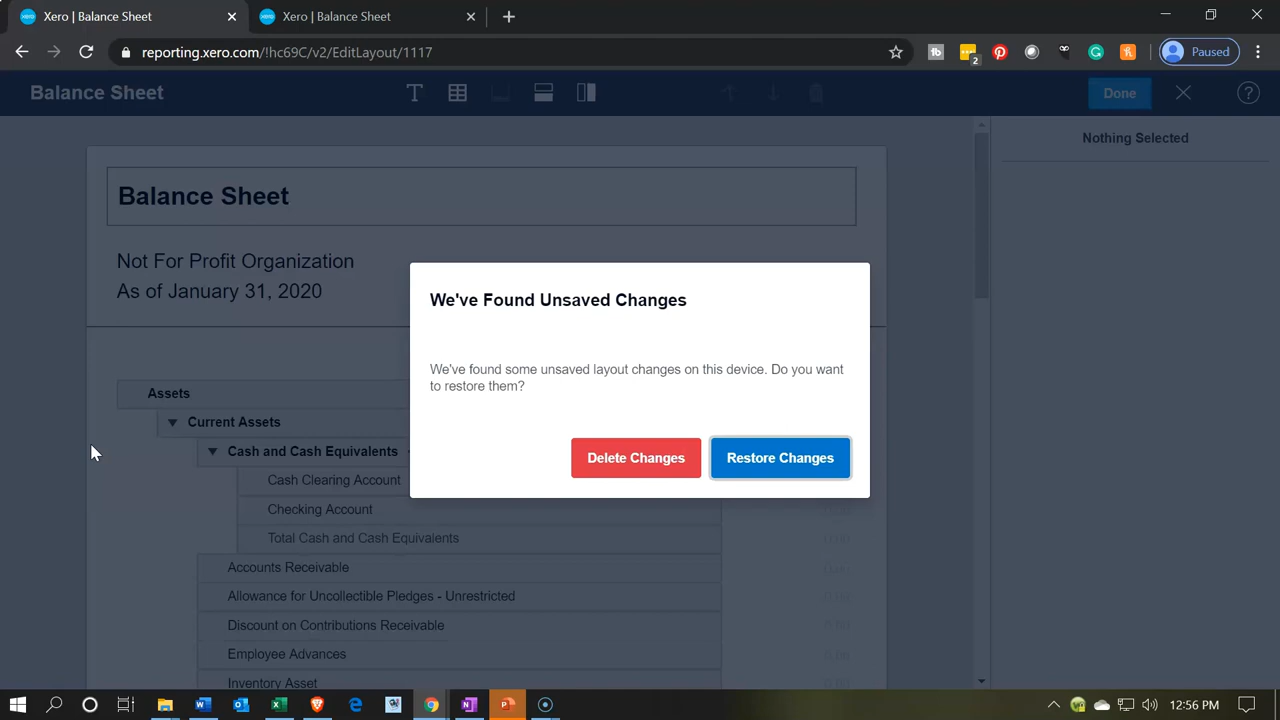 Xero | Balance Sheet
Xero | Balance Sheet
reporting.xero.com/!hc69C/v2/EditLayout/1117
2
Paused
Balance Sheet
Done
Nothing Selected
Balance Sheet
Not For Profit Organization
As of January 31, 2020
We've Found Unsaved Changes
We've found some unsaved layout changes on this device. Do you want
to restore them?
Delete Changes
Restore Changes
Assets
Current Assets
Cash and Cash Equivalents
Cash Clearing Account
Checking Account
Total Cash and Cash Equivalents
Accounts Receivable
Allowance for Uncollectible Pledges - Unrestricted
Discount on Contributions Receivable
Employee Advances
Inventory Asset
12:56 PM